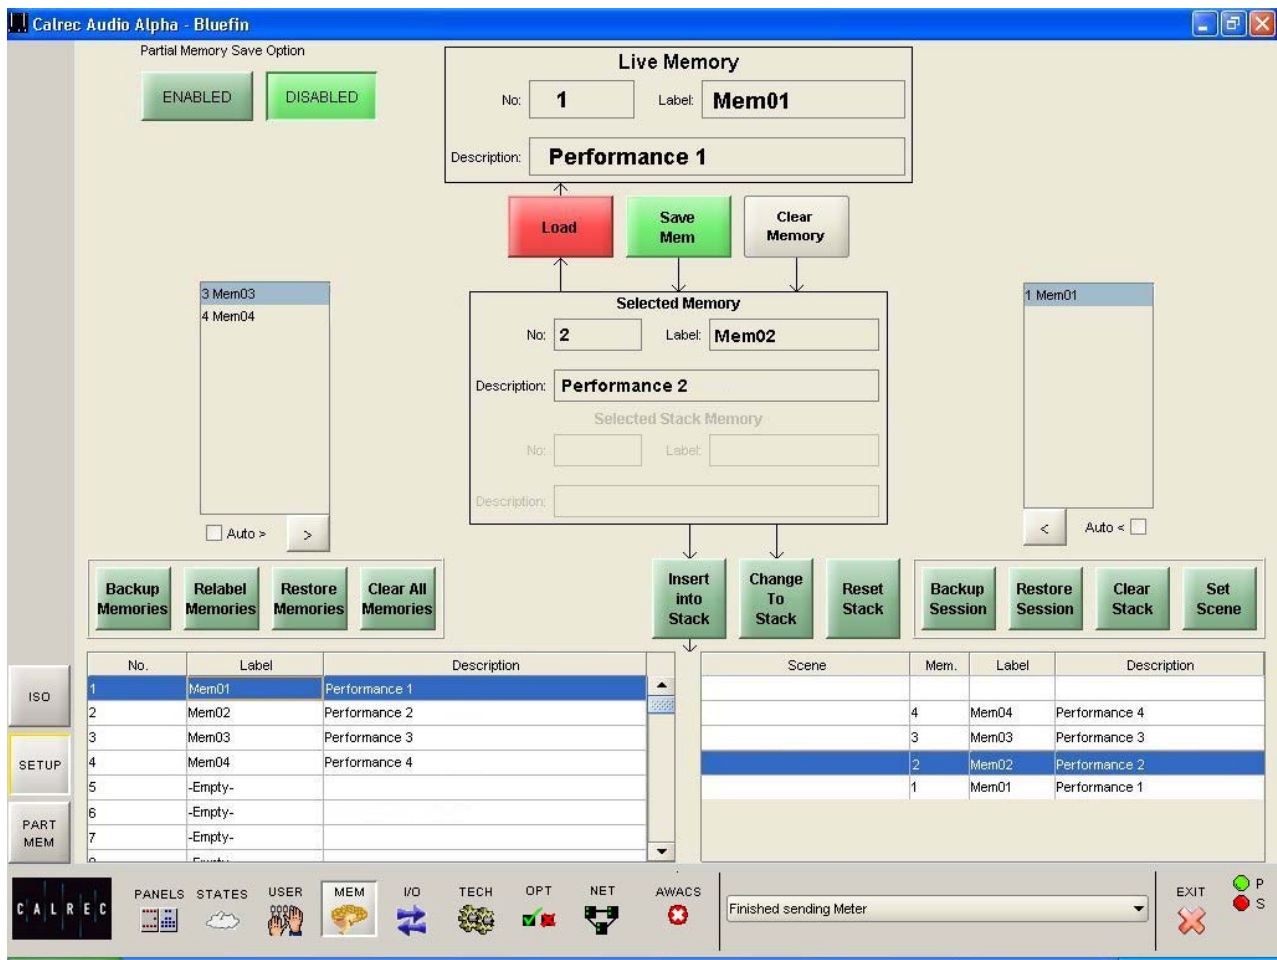 Calrec Audio Alpha - Bluefin
Partial Memory Save Option
ENABLED
DISABLED
Live Memory
No: 1 Label: Mem01
Description: Performance 1
Load
Save
Mem
Clear
Memory
3 Mem03
4 Mem04
Auto > >
Selected Memory
No: 2 Label: Mem02
Description: Performance 2
Selected Stack Memory
No: Label:
Description:
1 Mem01
< Auto <
Backup
Memories
Relabel
Memories
Restore
Memories
Clear All
Memories
Insert
into
Stack
Change
To
Stack
Reset
Stack
Backup
Session
Restore
Session
Clear
Stack
Set
Scene
No. Label Description
1 Mem01 Performance 1
2 Mem02 Performance 2
3 Mem03 Performance 3
4 Mem04 Performance 4
5 -Empty-
6 -Empty-
7 -Empty-
Scene Mem. Label Description
4 Mem04 Performance 4
3 Mem03 Performance 3
2 Mem02 Performance 2
1 Mem01 Performance 1
ISO
SETUP
PART
MEM
CALREC
PANELS
STATES
USER
MEM
I/O
TECH
OPT
NET
AWACS
Finished sending Meter
EXIT
P
S